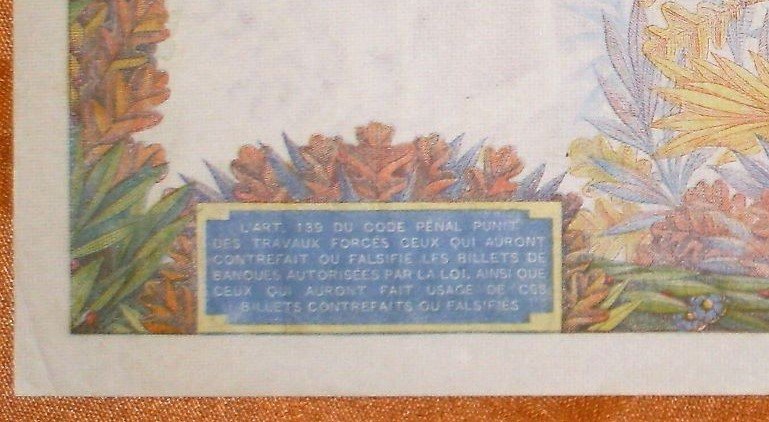 L'ART. 139 DU CODE PÉNAL PUNIT
DES TRAVAUX FORCÉS CEUX QUI AURONT
CONTREFAIT OU FALSIFIÉ LES BILLETS DE
BANQUES AUTORISÉES PAR LA LOI, AINSI QUE
CEUX QUI AURONT FAIT USAGE DE CES
BILLETS CONTREFAITS OU FALSIFIÉS